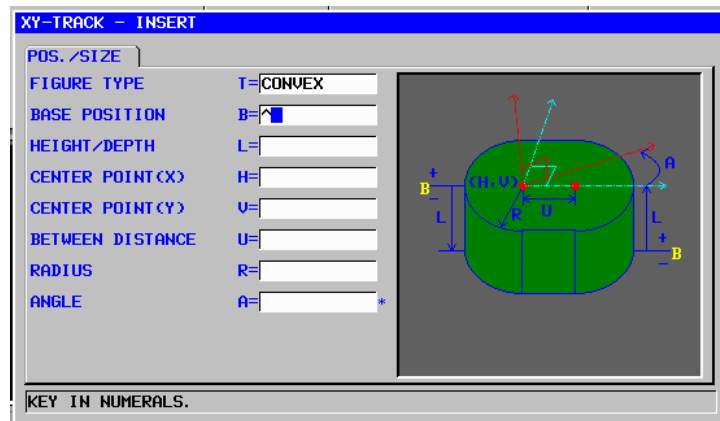 XY-TRACK - INSERT
POS./SIZE
FIGURE TYPE T=CONVEX
BASE POSITION B=^
HEIGHT/DEPTH L=
CENTER POINT(X) H=
CENTER POINT(Y) V=
BETWEEN DISTANCE U=
RADIUS R=
ANGLE A= *
A
+ (H,V)
B
-
R U
L L
+
B
-
KEY IN NUMERALS.